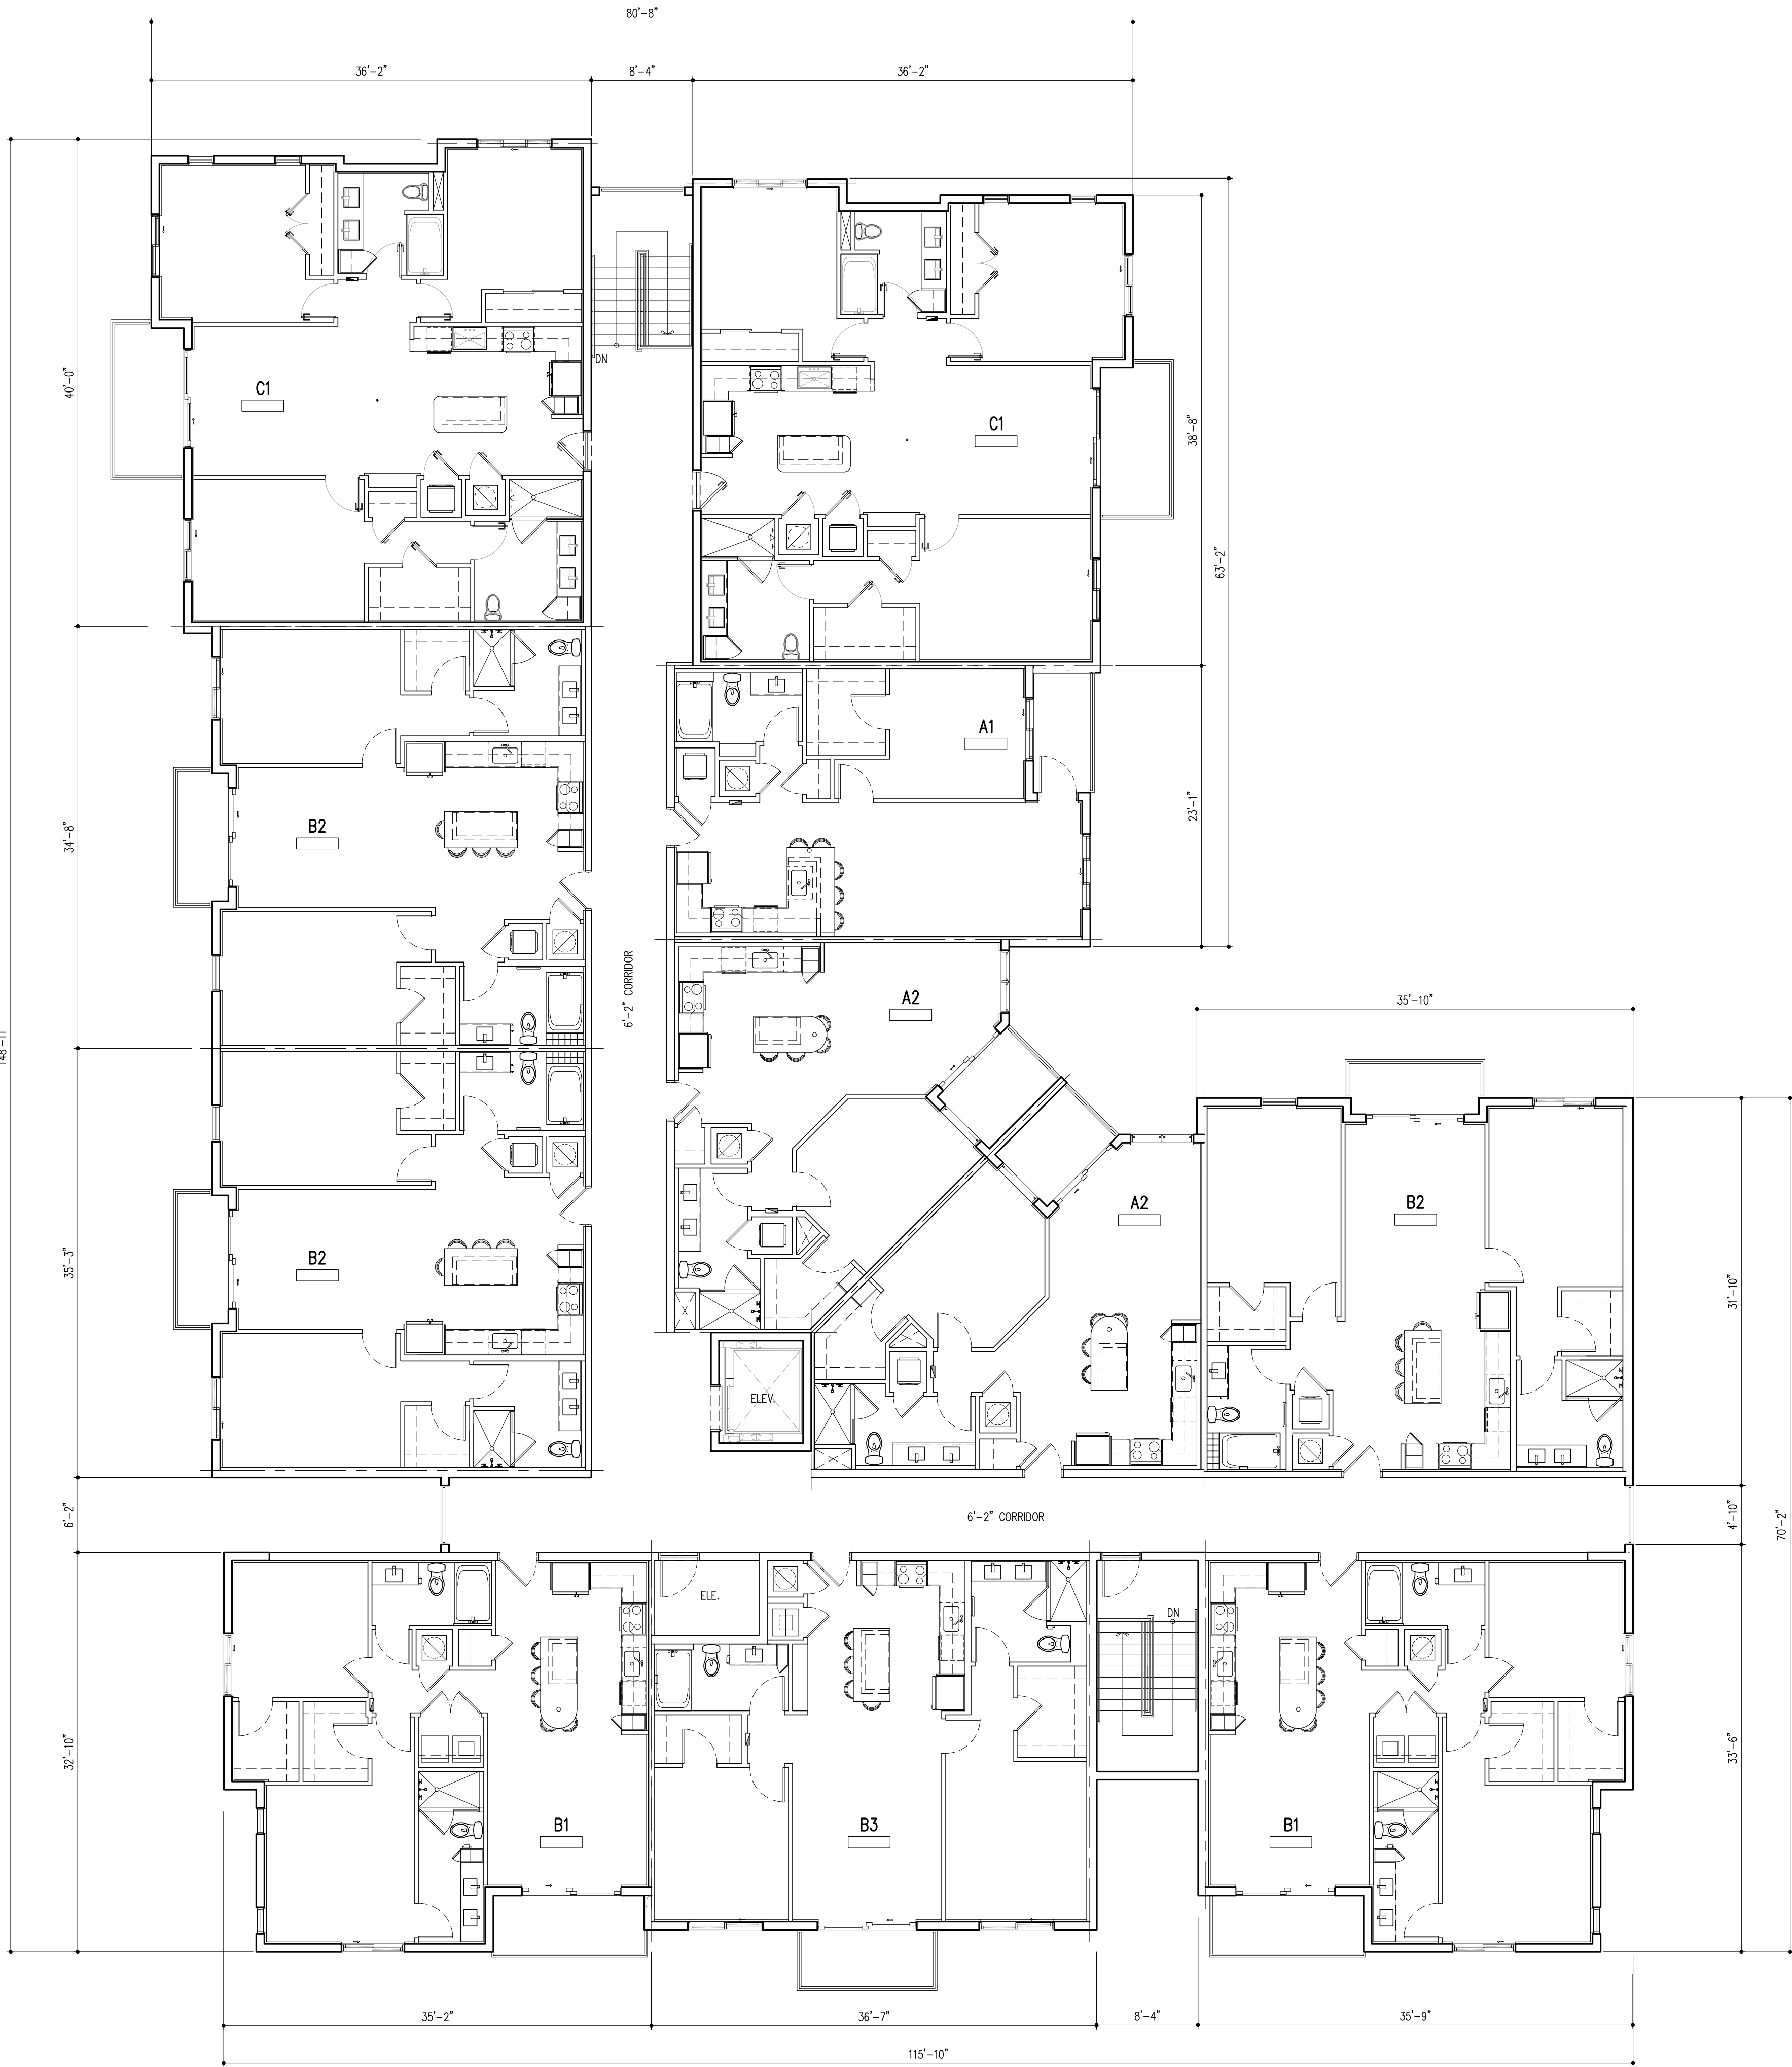 80'-8"
36'-2"
8'-4"
36'-2"
DN
40'-0"
C1
C1
38'-8"
63'-2"
A1
34'-8"
B2
23'-1"
6'-2" CORRIDOR
A2
35'-10"
148'-11"
A2
B2
B2
35'-3"
31'-10"
ELEV.
6'-2"
6'-2" CORRIDOR
4'-10"
70'-2"
ELE.
DN
32'-10"
33'-6"
B1
B3
B1
35'-2"
36'-7"
8'-4"
35'-9"
115'-10"